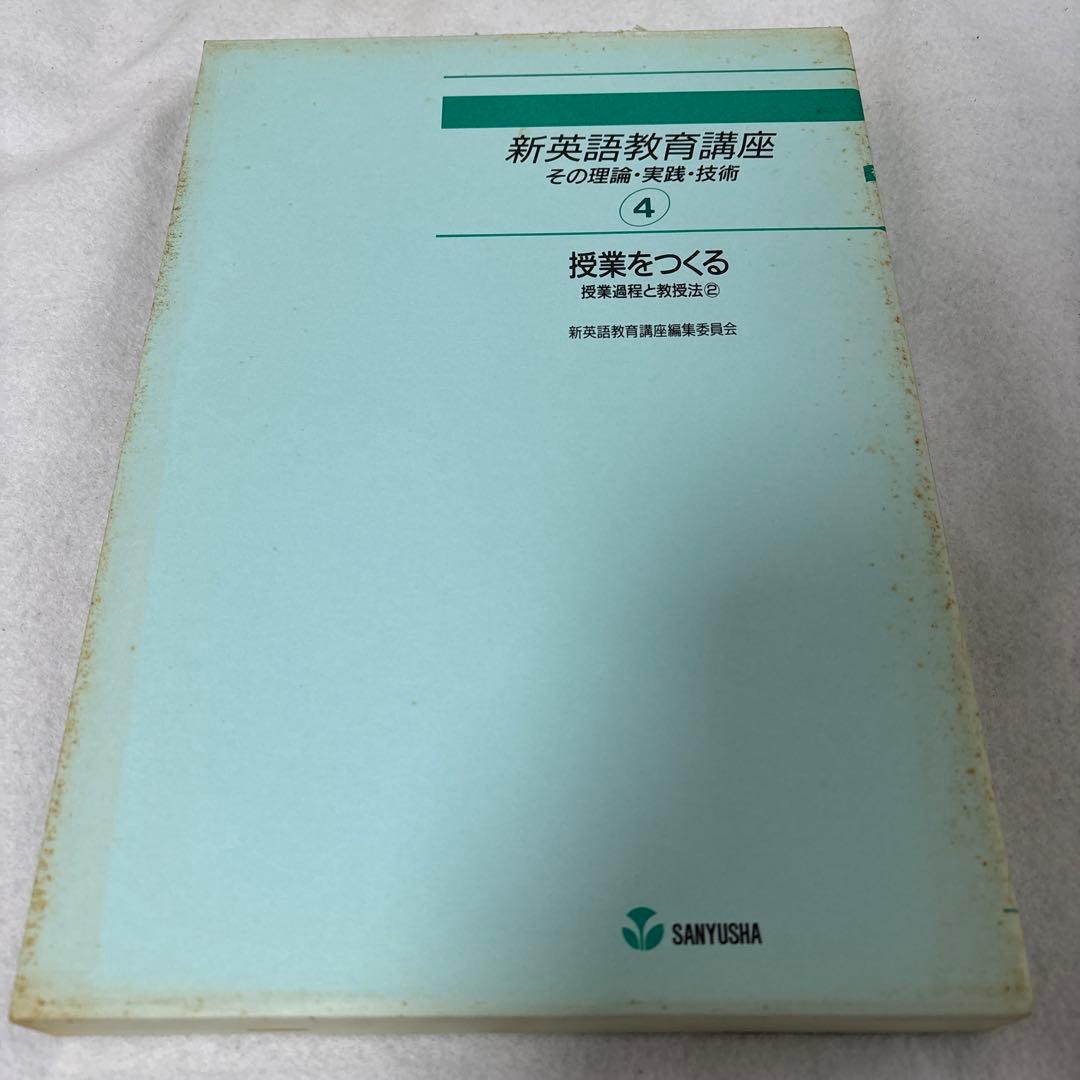 新英語教育講座
その理論・実践・技術
4
授業をつくる
授業過程と教授法②
新英語教育講座編集委員会
SANYUSHA